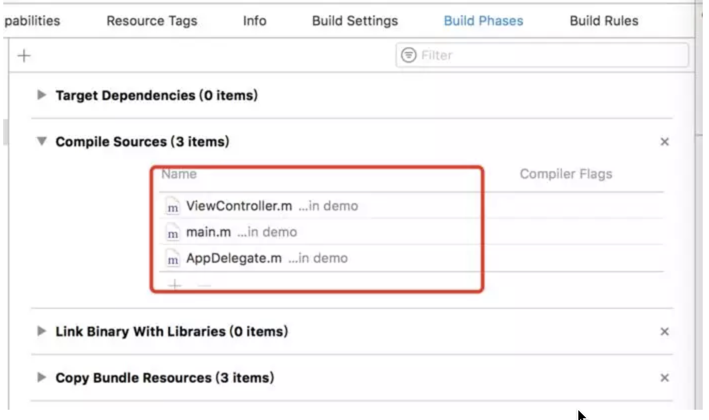 pabilities Resource Tags Info Build Settings Build Phases Build Rules
Filter
Target Dependencies (0 items)
Compile Sources (3 items)
Name Compiler Flags
m ViewController.m ...in demo
m main.m ...in demo
m AppDelegate.m ...in demo
Link Binary With Libraries (0 items)
Copy Bundle Resources (3 items)